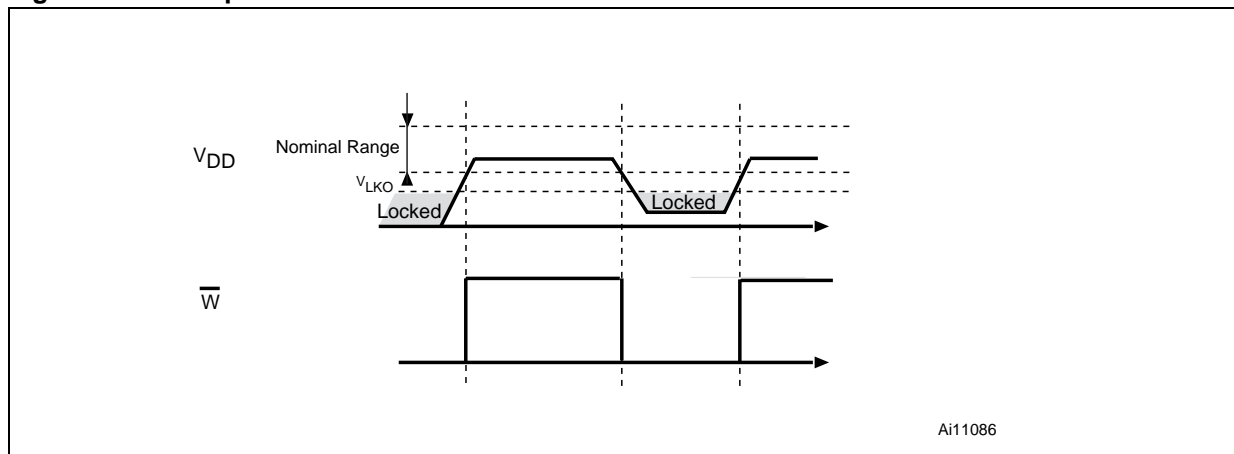 Nominal Range
VDD
VLKO
Locked
Locked
W̅
Ai11086